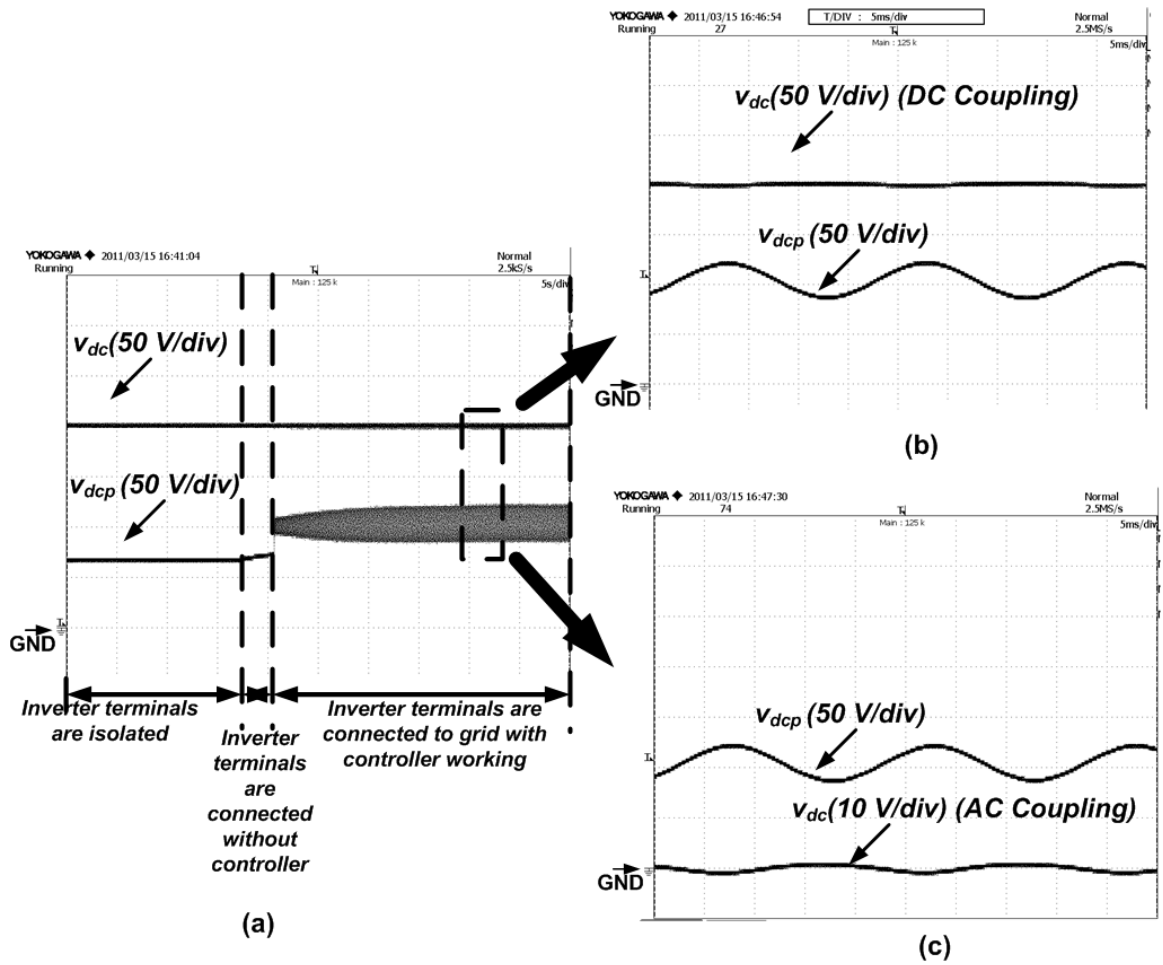 YOKOGAWA ◆ 2011/03/15 16:41:04
Normal
Running
2.5kS/s
Main : 125 k
5s/div
vdc(50 V/div)
vdcp (50 V/div)
GND
Inverter terminals
are isolated
Inverter
terminals
are
connected
without
controller
Inverter terminals are
connected to grid with
controller working
(a)
YOKOGAWA ◆ 2011/03/15 16:46:54
T/DIV : 5ms/div
Normal
Running
27
2.5MS/s
Main : 125 k
5ms/div
vdc(50 V/div) (DC Coupling)
vdcp (50 V/div)
GND
(b)
YOKOGAWA ◆ 2011/03/15 16:47:30
Normal
Running
74
2.5MS/s
Main : 125 k
5ms/div
vdcp (50 V/div)
vdc(10 V/div) (AC Coupling)
GND
(c)